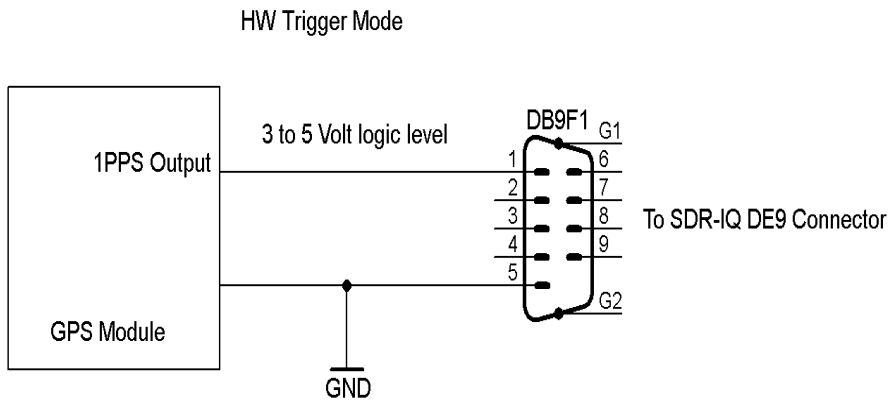 HW Trigger Mode
DB9F1
3 to 5 Volt logic level
G1
1PPS Output
1
6
2
7
3
8
To SDR-IQ DE9 Connector
4
9
5
G2
GPS Module
GND